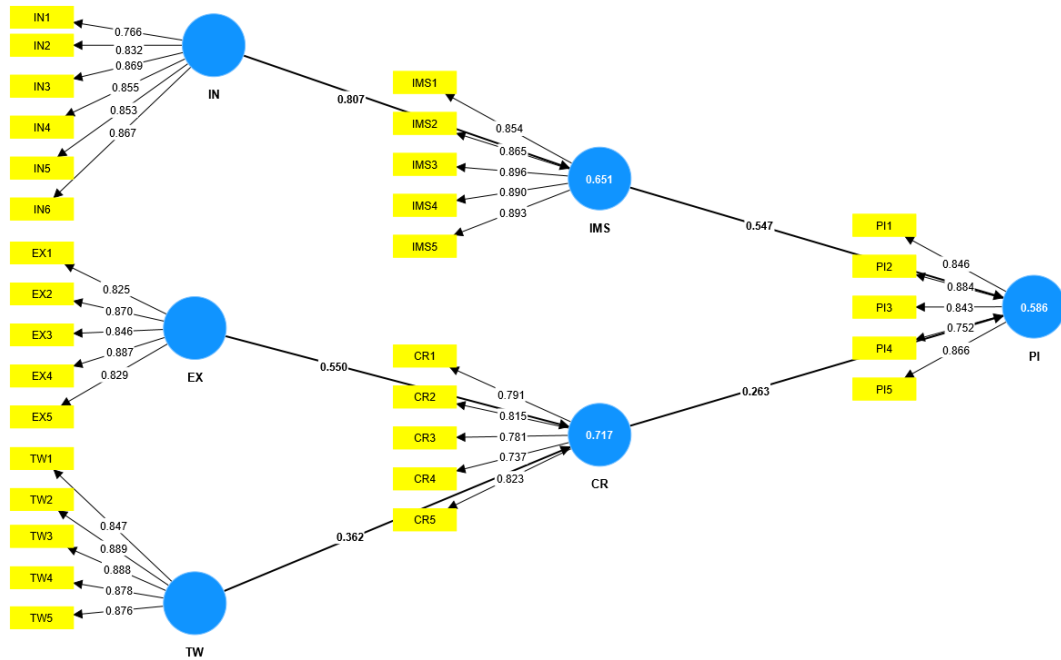 IN1
0.766
IN2
0.832
IN3
0.869
0.855
IN4
0.853
IN5
0.867
IN6
IN
0.807
IMS1
0.854
IMS2
0.865
IMS3
0.896
IMS4
0.890
IMS5
0.893
0.651
IMS
0.547
EX1
0.825
EX2
0.870
EX3
0.846
EX4
0.887
EX5
0.829
EX
0.550
PI1
0.846
PI2
0.884
PI3
0.843
PI4
0.752
PI5
0.866
0.586
PI
CR1
0.791
CR2
0.815
CR3
0.781
CR4
0.737
CR5
0.823
0.717
CR
0.263
TW1
0.847
TW2
0.889
TW3
0.888
TW4
0.878
TW5
0.876
TW
0.362